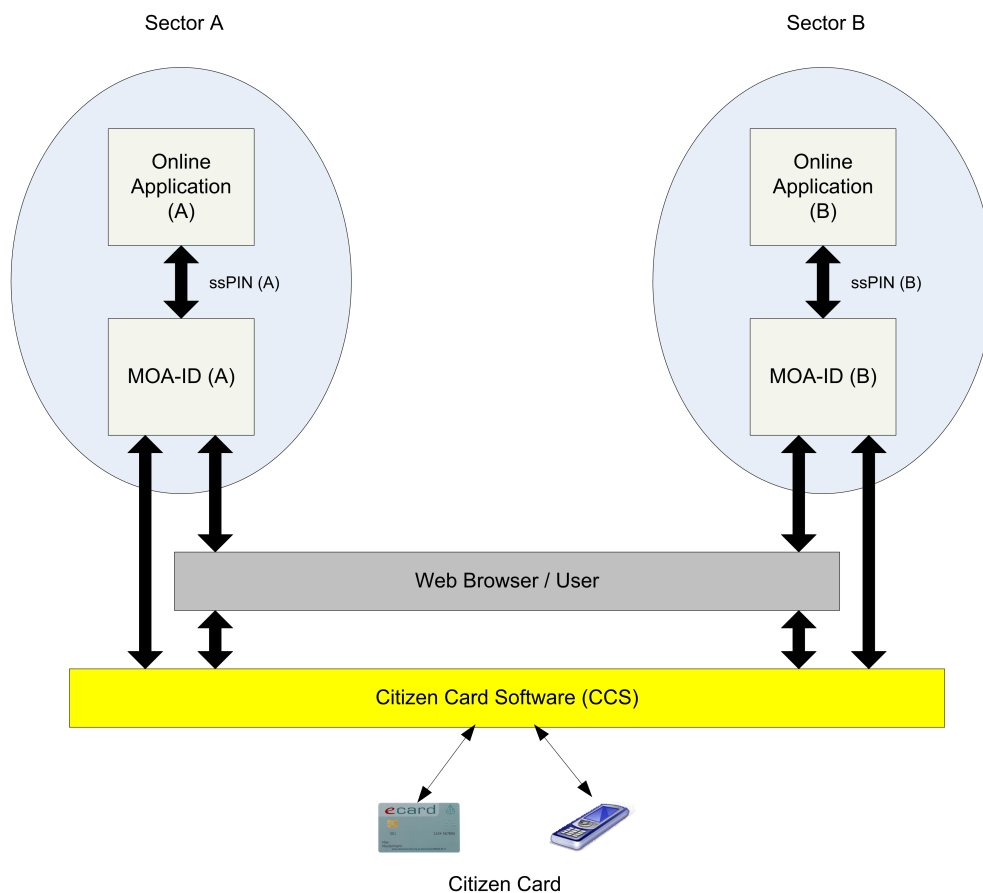 Sector A
Sector B
Online
Application
(A)
Online
Application
(B)
ssPIN (A)
ssPIN (B)
MOA-ID (A)
MOA-ID (B)
Web Browser / User
Citizen Card Software (CCS)
ecard
Citizen Card